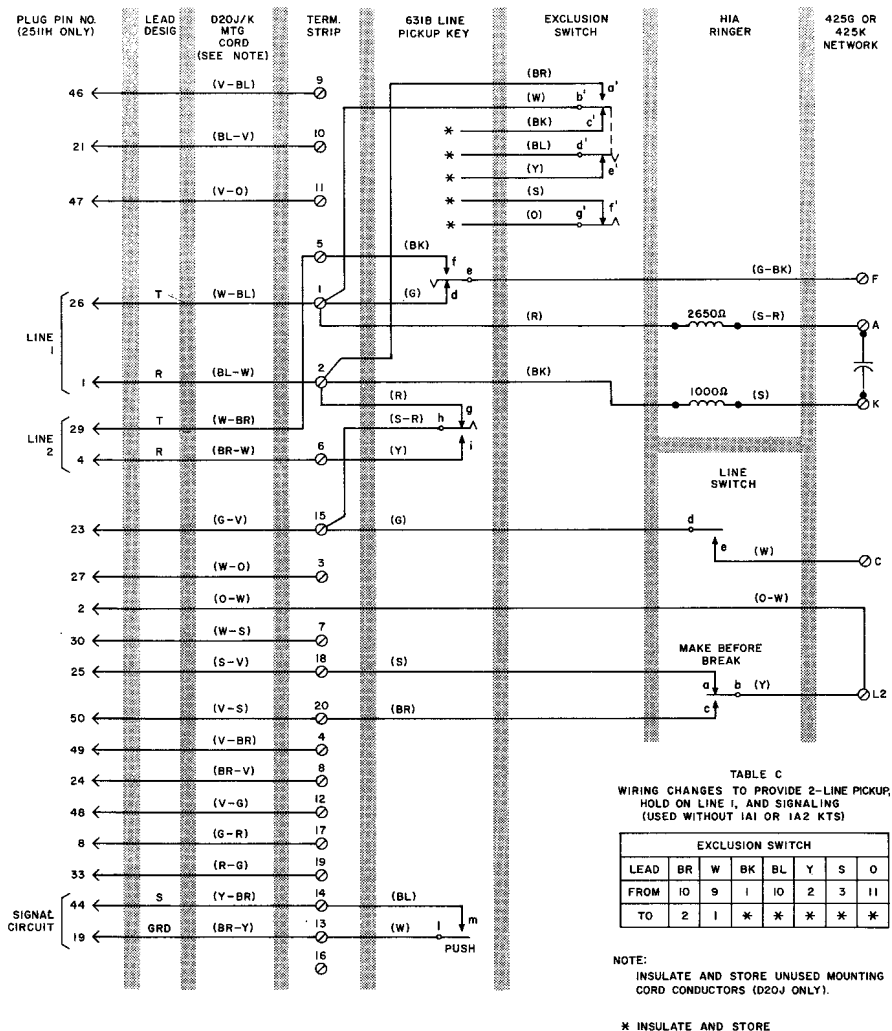 PLUG PIN NO.
(2511H ONLY)
LEAD
DESIG
D20J/K
MTG
CORD
(SEE NOTE)
TERM.
STRIP
631B LINE
PICKUP KEY
EXCLUSION
SWITCH
HIA
RINGER
425G OR
425K
NETWORK
46 (V-BL) 9
(BR) a'
(W) b'
(BK) c'
21 (BL-V) 10
(BL) d'
(Y) e'
47 (V-O) 11
(S) f'
(O) g'
5 (BK) f
e (G-BK) F
LINE
1
26 T (W-BL) 1 (G) d
(R) 2650Ω (S-R) A
1 R (BL-W) 2 (BK) 1000Ω (S) K
(R) g
LINE
2
29 T (W-BR) (S-R) h
4 R (BR-W) 6 (Y) i
LINE
SWITCH
23 (G-V) 15 (G) d
e (W) C
27 (W-O) 3
2 (O-W) (O-W)
30 (W-S) 7
MAKE BEFORE
BREAK
25 (S-V) 18 (S) a b (Y) L2
50 (V-S) 20 (BR) c
49 (V-BR) 4
24 (BR-V) 8
48 (V-G) 12
8 (G-R) 17
33 (R-G) 19
SIGNAL
CIRCUIT
44 S (Y-BR) 14 (BL) m
19 GRD (BR-Y) 13 (W) l
PUSH
16
TABLE C
WIRING CHANGES TO PROVIDE 2-LINE PICKUP,
HOLD ON LINE 1, AND SIGNALING
(USED WITHOUT 1A1 OR 1A2 KTS)
EXCLUSION SWITCH
LEAD BR W BK BL Y S O
FROM 10 9 1 10 2 3 11
TO 2 1 * * * * *
NOTE:
INSULATE AND STORE UNUSED MOUNTING
CORD CONDUCTORS (D20J ONLY).
* INSULATE AND STORE